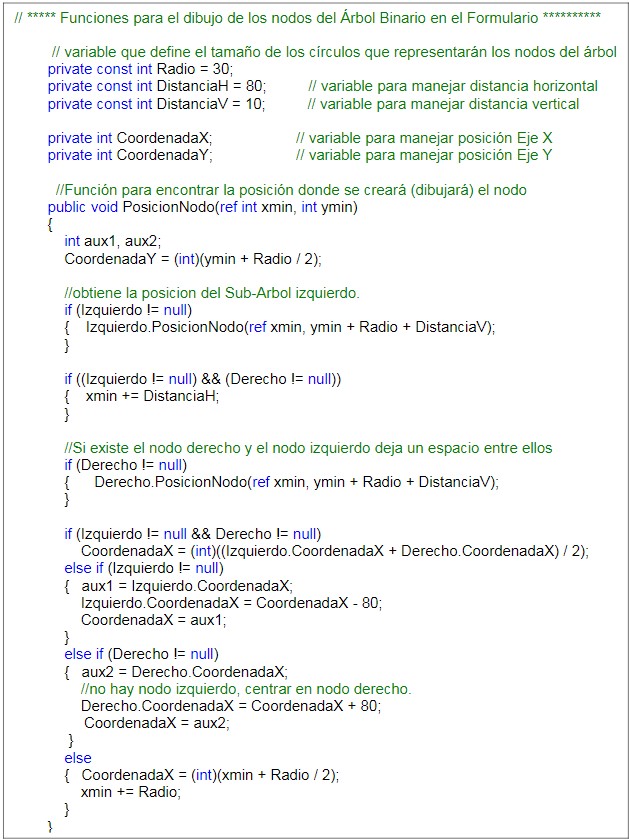 // ***** Funciones para el dibujo de los nodos del Árbol Binario en el Formulario **********
// variable que define el tamaño de los círculos que representarán los nodos del árbol
private const int Radio = 30;
private const int DistanciaH = 80; // variable para manejar distancia horizontal
private const int DistanciaV = 10; // variable para manejar distancia vertical
private int CoordenadaX; // variable para manejar posición Eje X
private int CoordenadaY; // variable para manejar posición Eje Y
//Función para encontrar la posición donde se creará (dibujará) el nodo
public void PosicionNodo(ref int xmin, int ymin)
{
int aux1, aux2;
CoordenadaY = (int)(ymin + Radio / 2);
//obtiene la posicion del Sub-Arbol izquierdo.
if (Izquierdo != null)
{ Izquierdo.PosicionNodo(ref xmin, ymin + Radio + DistanciaV);
}
if ((Izquierdo != null) && (Derecho != null))
{ xmin += DistanciaH;
}
//Si existe el nodo derecho y el nodo izquierdo deja un espacio entre ellos
if (Derecho != null)
{ Derecho.PosicionNodo(ref xmin, ymin + Radio + DistanciaV);
}
if (Izquierdo != null && Derecho != null)
CoordenadaX = (int)((Izquierdo.CoordenadaX + Derecho.CoordenadaX) / 2);
else if (Izquierdo != null)
{ aux1 = Izquierdo.CoordenadaX;
Izquierdo.CoordenadaX = CoordenadaX - 80;
CoordenadaX = aux1;
}
else if (Derecho != null)
{ aux2 = Derecho.CoordenadaX;
//no hay nodo izquierdo, centrar en nodo derecho.
Derecho.CoordenadaX = CoordenadaX + 80;
CoordenadaX = aux2;
}
else
{ CoordenadaX = (int)(xmin + Radio / 2);
xmin += Radio;
}
}